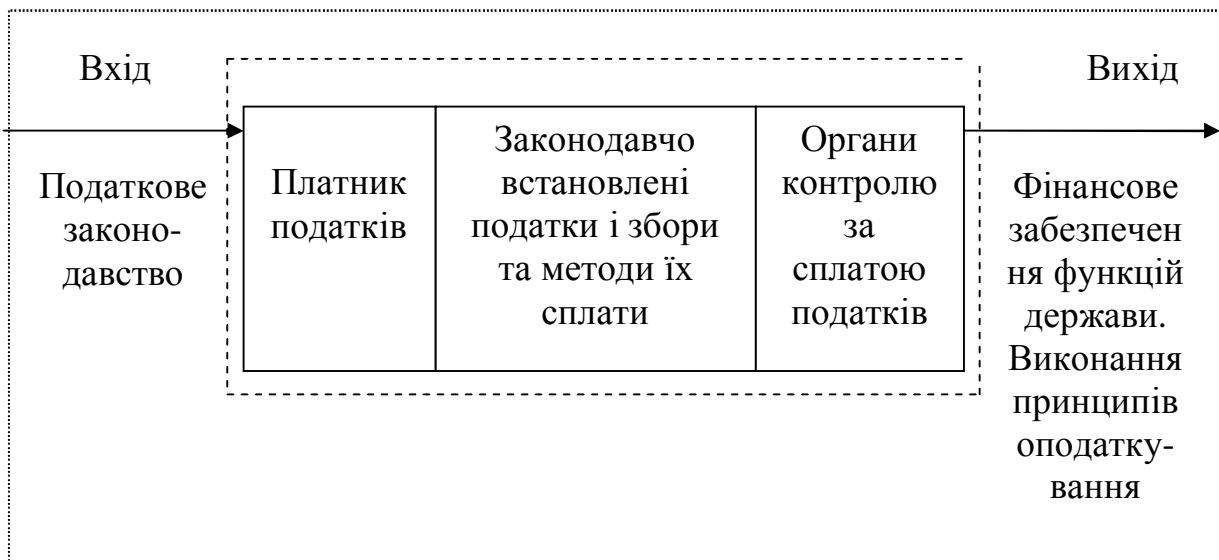 Вхід
Податкове
законо-
давство
Платник
податків
Законодавчо
встановлені
податки і збори
та методи їх
сплати
Органи
контролю
за
сплатою
податків
Вихід
Фінансове
забезпечен
ня функцій
держави.
Виконання
принципів
оподатку-
вання